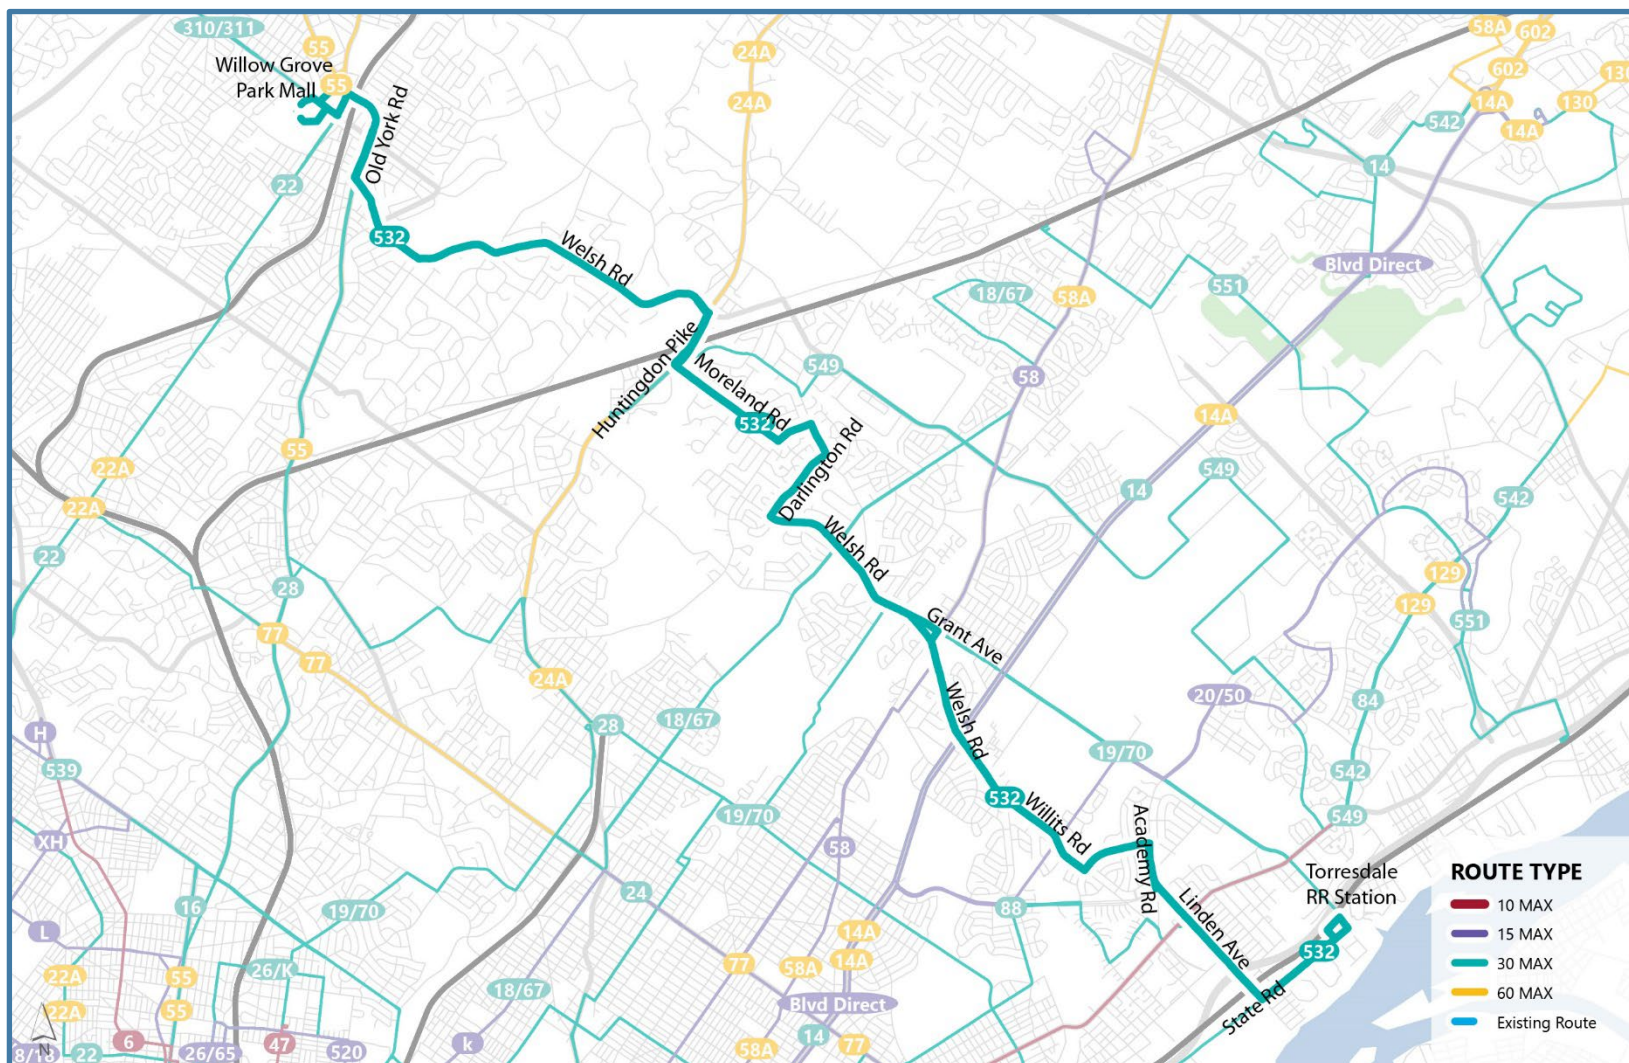 310/311
55
24A
58A
602
Willow Grove
Park Mall
55
602
130
24A
14A
130
542
14A
Old York Rd
14
22
532
Welsh Rd
Blvd Direct
18/67
58A
551
Huntingdon Pike
549
58
Moreland Rd
532
14A
55
22A
Darlington Rd
549
14
542
22A
22
Welsh Rd
129
28
129
551
Grant Ave
77
77
24A
20/50
84
18/67
28
Welsh Rd
H
19/70
539
542
532
Willits Rd
19/70
549
Academy Rd
XH
58
Torresdale
RR Station
24
16
19/70
88
Linden Ave
L
14A
532
26/K
77
58A
14A
22A
55
18/67
State Rd
22A
55
Blvd Direct
14
N
6
47
k
77
8/18
22
26/65
520
58A
ROUTE TYPE
10 MAX
15 MAX
30 MAX
60 MAX
Existing Route